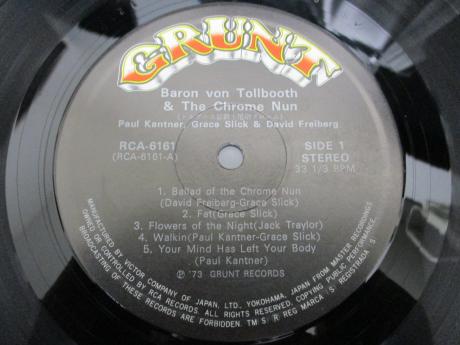 GRUNT
Baron von Tollbooth
& The Chrome Nun
Paul Kantner, Grace Slick & David Freiberg
RCA-6161
(RCA-6161-A)
SIDE 1
STEREO
33 1/3 RPM
1. Ballad of the Chrome Nun
(David Freiberg-Grace Slick)
2. Fat(Grace Slick)
3. Flowers of the Night(Jack Traylor)
4. Walkin(Paul Kantner-Grace Slick)
5. Your Mind Has Left Your Body
(Paul Kantner)
Ⓟ '73 GRUNT RECORDS
MANUFACTURED BY VICTOR COMPANY OF JAPAN, LTD., YOKOHAMA, JAPAN FROM MASTER RECORDINGS
OWNED OR CONTROLLED BY RCA RECORDS. UNAUTHORIZED COPYING PUBLIC PERFORMANCE,
BROADCASTING OF THESE RECORDS ARE FORBIDDEN. TM S ® REG MARCA S REGISTRADA S